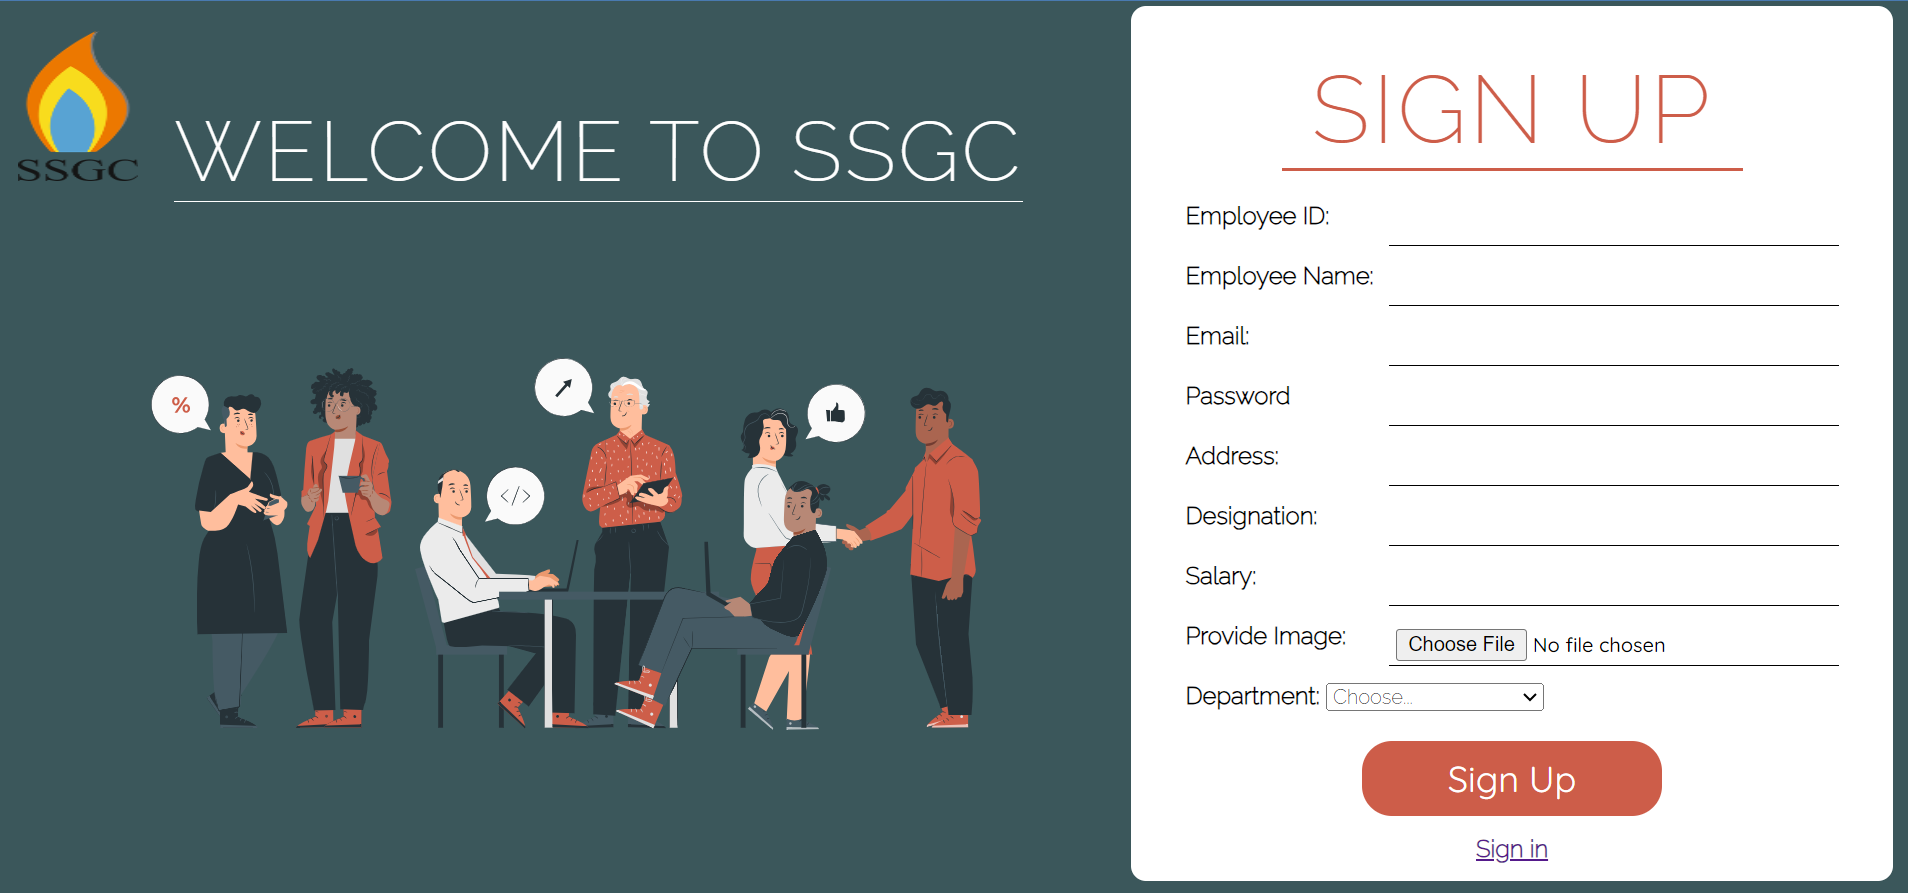 SSGC
WELCOME TO SSGC
%
</>
SIGN UP
Employee ID:
Employee Name:
Email:
Password
Address:
Designation:
Salary:
Provide Image: Choose File No file chosen
Department: Choose...
Sign Up
Sign in